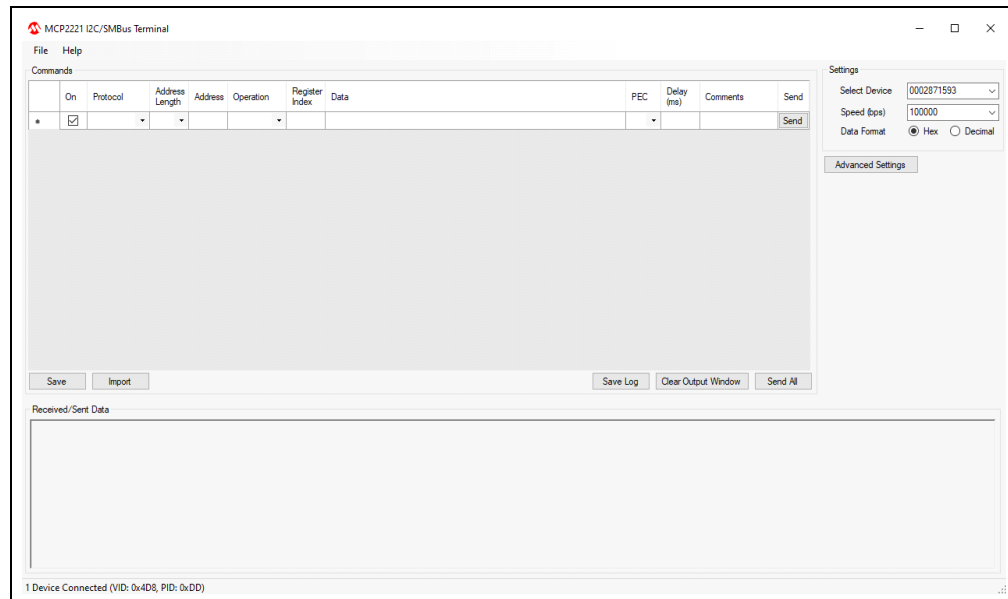 MCP2221 I2C/SMBus Terminal
File Help
Commands
On Protocol Address Length Address Operation Register Index Data PEC Delay (ms) Comments Send
Send
Save Import Save Log Clear Output Window Send All
Settings
Select Device 0002871593
Speed (bps) 100000
Data Format Hex Decimal
Advanced Settings
Received/Sent Data
1 Device Connected (VID: 0x4D8, PID: 0xDD)